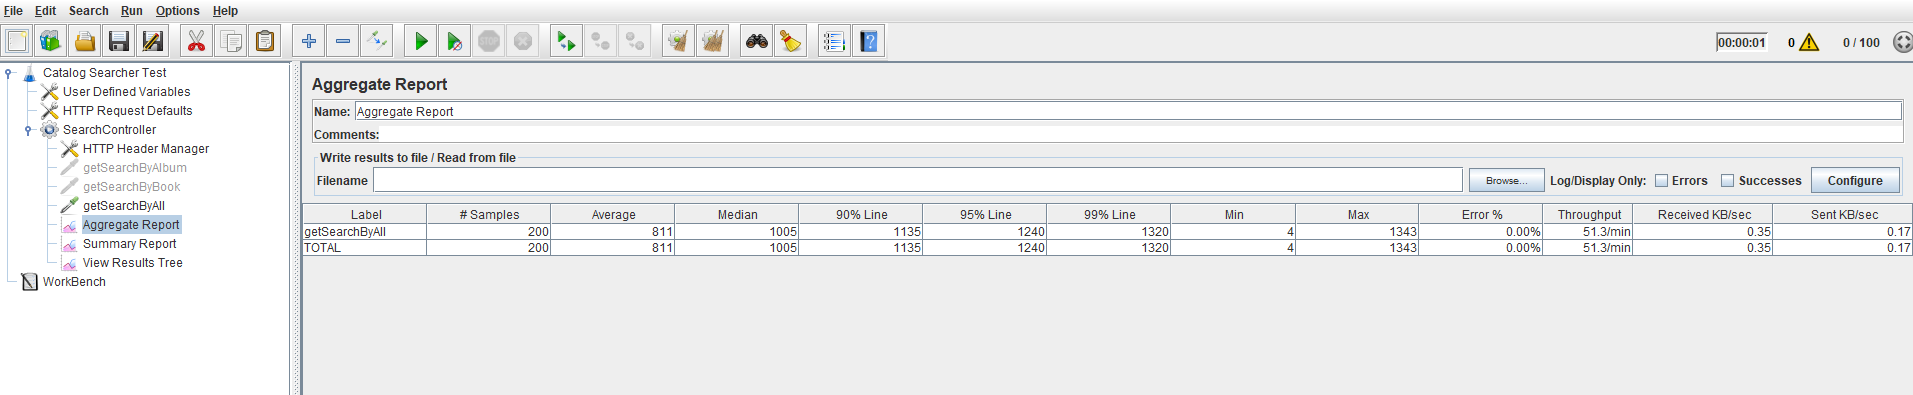 File Edit Search Run Options Help
STOP 00:00:01 0 0 / 100
Catalog Searcher Test
User Defined Variables
HTTP Request Defaults
SearchController
HTTP Header Manager
getSearchByAlbum
getSearchByBook
getSearchByAll
Aggregate Report
Summary Report
View Results Tree
WorkBench
Aggregate Report
Name: Aggregate Report
Comments:
Write results to file / Read from file
Filename Browse... Log/Display Only: Errors Successes Configure
Label # Samples Average Median 90% Line 95% Line 99% Line Min Max Error % Throughput Received KB/sec Sent KB/sec
getSearchByAll 200 811 1005 1135 1240 1320 4 1343 0.00% 51.3/min 0.35 0.17
TOTAL 200 811 1005 1135 1240 1320 4 1343 0.00% 51.3/min 0.35 0.17